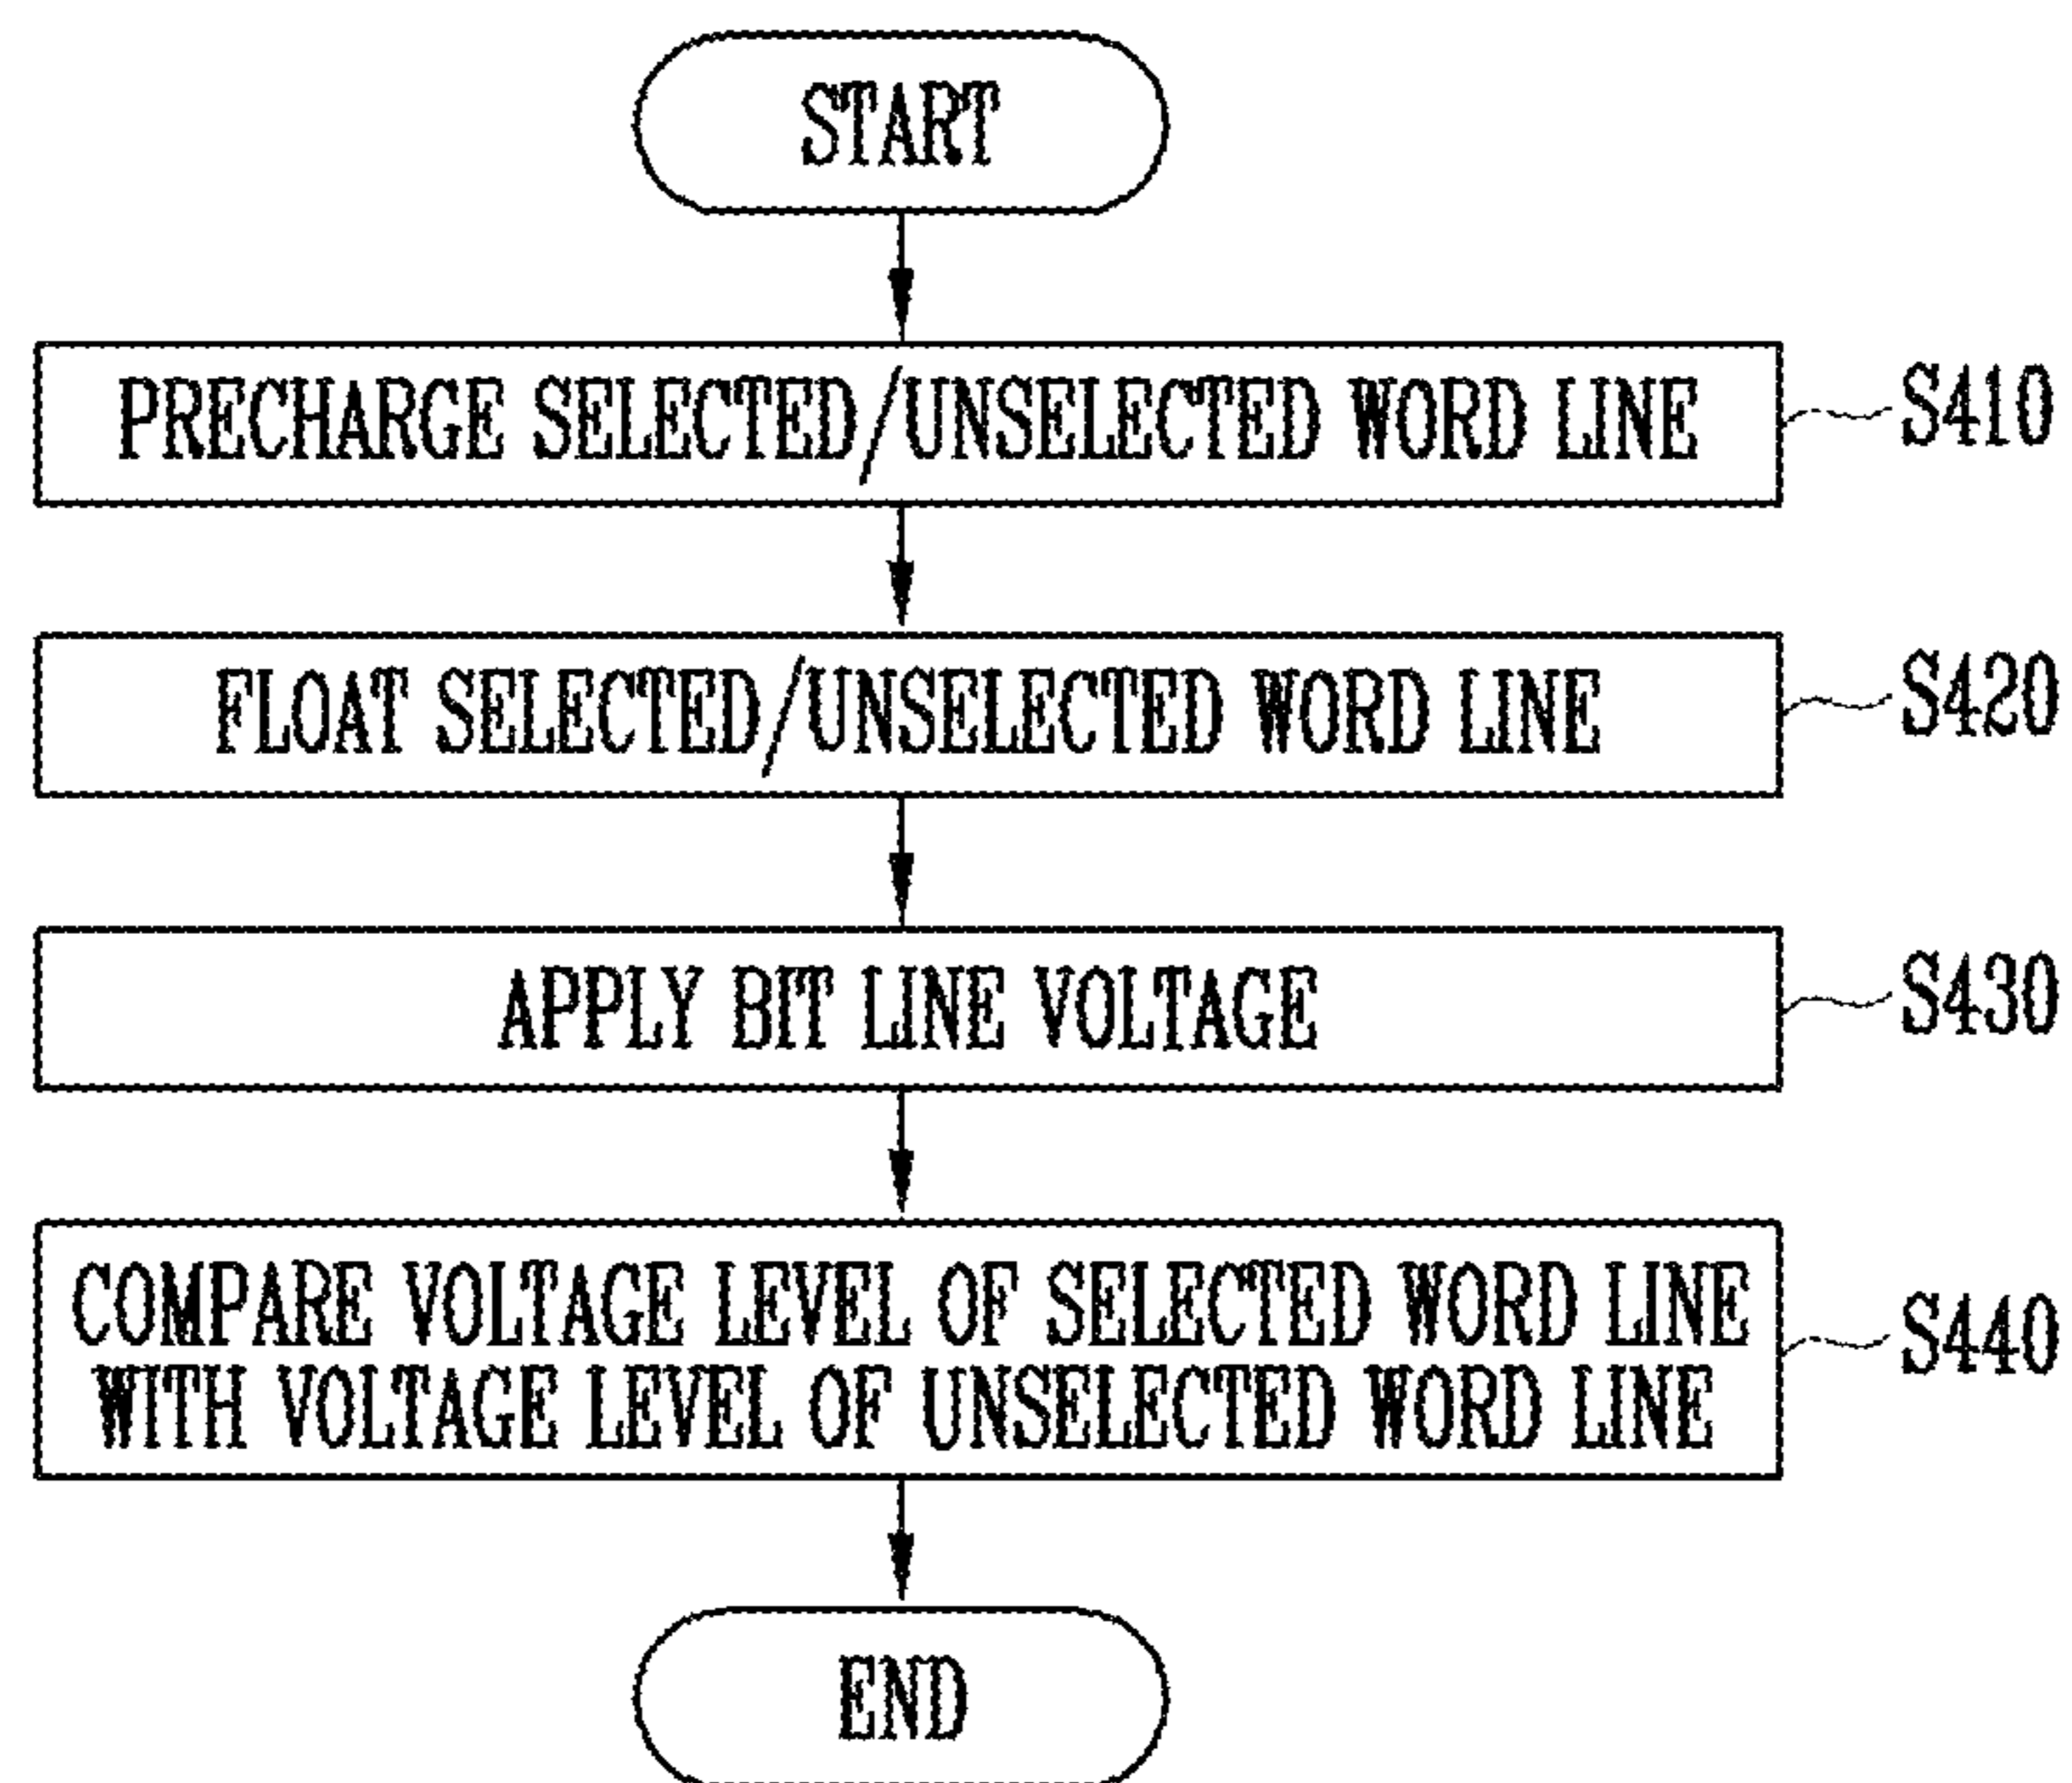 START
PRECHARGE SELECTED/UNSELECTED WORD LINE
S410
FLOAT SELECTED/UNSELECTED WORD LINE
S420
APPLY BIT LINE VOLTAGE
S430
COMPARE VOLTAGE LEVEL OF SELECTED WORD LINE
WITH VOLTAGE LEVEL OF UNSELECTED WORD LINE
S440
END